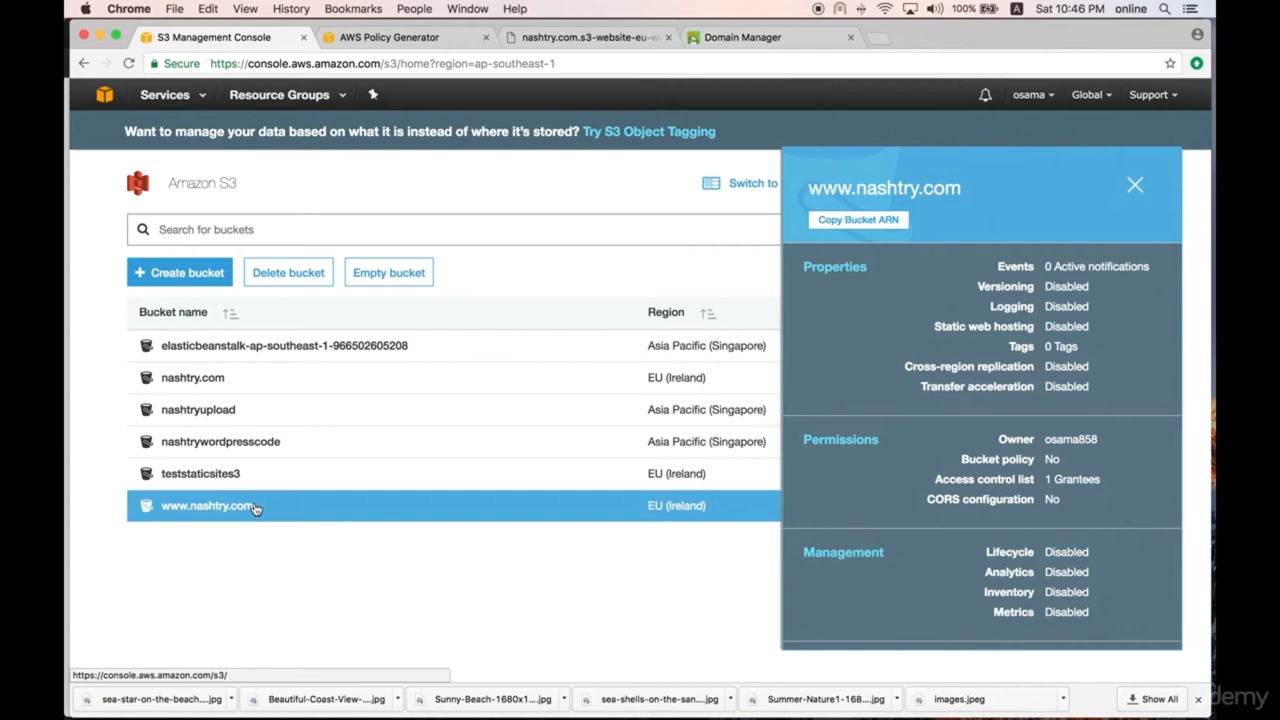 Chrome File Edit View History Bookmarks People Window Help 100% A Sat 10:46 PM online
S3 Management Console × AWS Policy Generator × nashtry.com.s3-website-eu-w × Domain Manager ×
Secure https://console.aws.amazon.com/s3/home?region=ap-southeast-1
Services Resource Groups osama Global Support
Want to manage your data based on what it is instead of where it's stored? Try S3 Object Tagging
Amazon S3 Switch to
www.nashtry.com
Copy Bucket ARN
Search for buckets
+ Create bucket Delete bucket Empty bucket
Bucket name Region
elasticbeanstalk-ap-southeast-1-966502605208 Asia Pacific (Singapore)
nashtry.com EU (Ireland)
nashtryupload Asia Pacific (Singapore)
nashtrywordpresscode Asia Pacific (Singapore)
teststaticsites3 EU (Ireland)
www.nashtry.com EU (Ireland)
Properties Events 0 Active notifications
Versioning Disabled
Logging Disabled
Static web hosting Disabled
Tags 0 Tags
Cross-region replication Disabled
Transfer acceleration Disabled
Permissions Owner osama858
Bucket policy No
Access control list 1 Grantees
CORS configuration No
Management Lifecycle Disabled
Analytics Disabled
Inventory Disabled
Metrics Disabled
https://console.aws.amazon.com/s3/
sea-star-on-the-beach....jpg Beautiful-Coast-View-....jpg Sunny-Beach-1680x1...jpg sea-shells-on-the-san....jpg Summer-Nature1-168....jpg images.jpeg Show All ×
demy